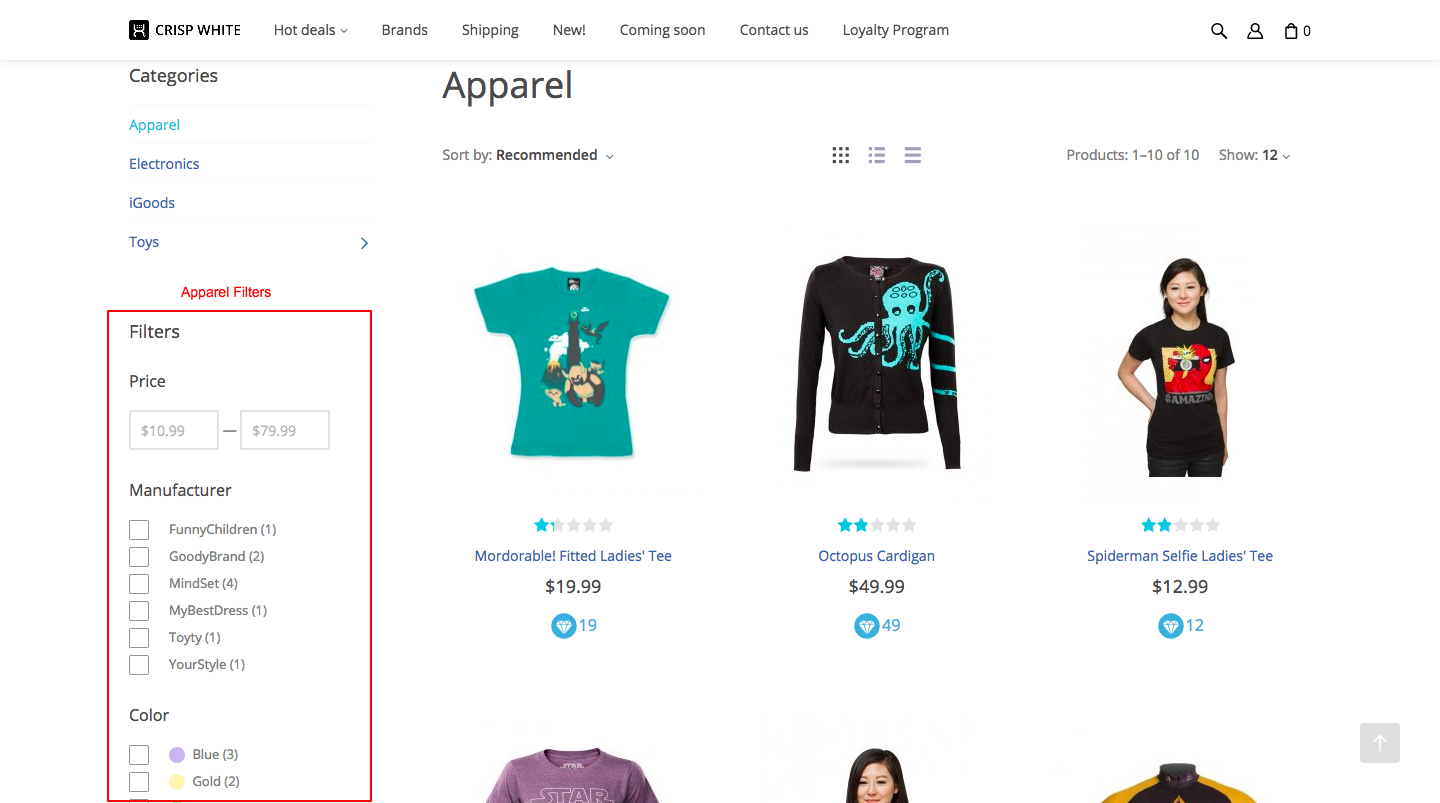 CRISP WHITE
Hot deals
Brands
Shipping
New!
Coming soon
Contact us
Loyalty Program
0
Categories
Apparel
Electronics
iGoods
Toys
Apparel Filters
Filters
Price
$10.99 — $79.99
Manufacturer
FunnyChildren (1)
GoodyBrand (2)
MindSet (4)
MyBestDress (1)
Toyty (1)
YourStyle (1)
Color
Blue (3)
Gold (2)
Apparel
Sort by: Recommended
Products: 1–10 of 10
Show: 12
#AMAZING
Mordorable! Fitted Ladies' Tee
$19.99
19
Octopus Cardigan
$49.99
49
Spiderman Selfie Ladies' Tee
$12.99
12
STAR